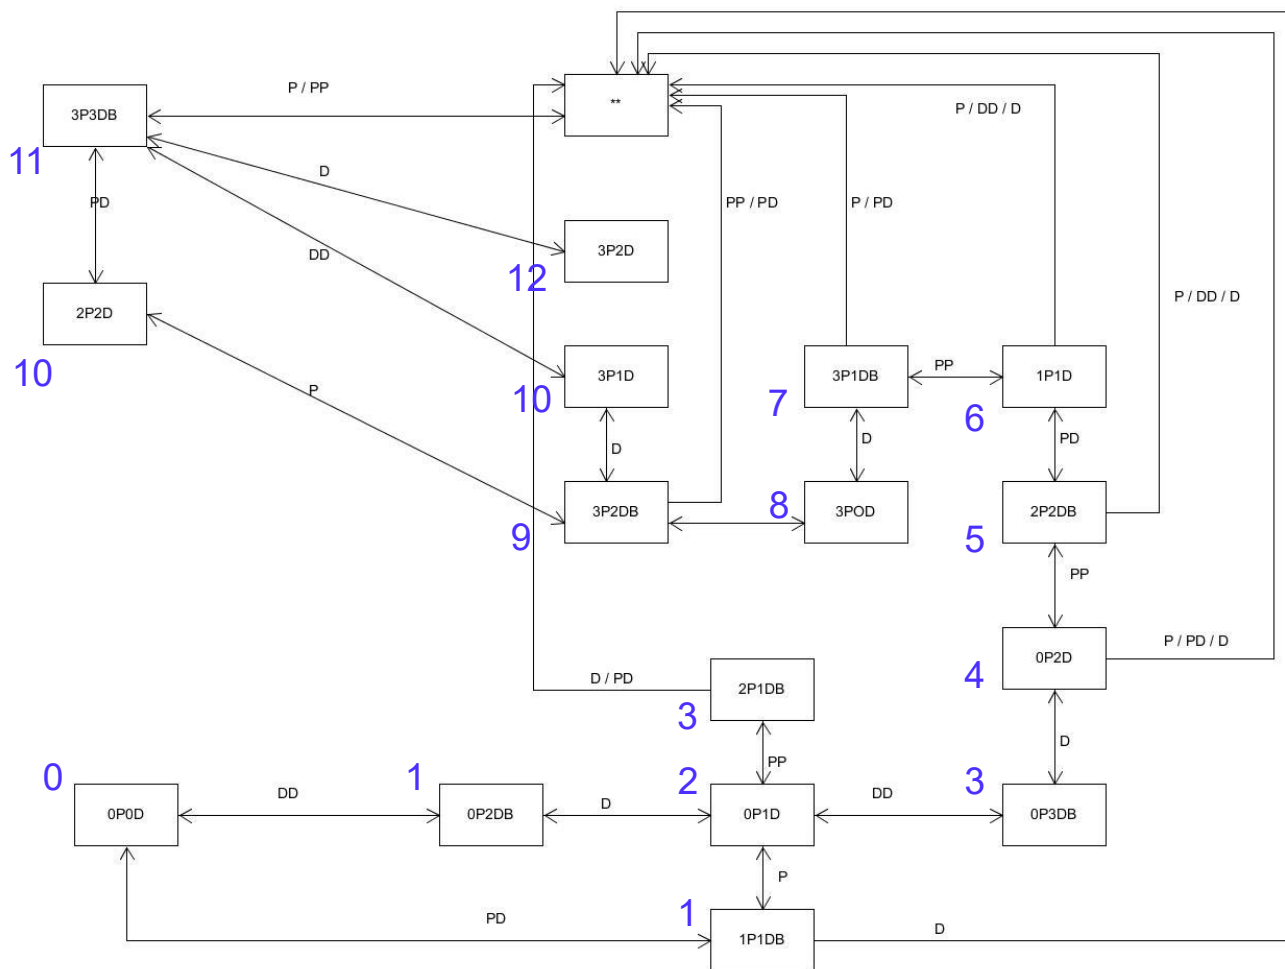 **
P / PP
3P3DB
P / DD / D
11
D
PD
PP / PD
P / PD
3P2D
DD
12
P / DD / D
2P2D
10
3P1D
3P1DB
PP
1P1D
10
7
6
P
D
D
PD
3P2DB
8
3POD
2P2DB
9
5
PP
P / PD / D
0P2D
4
D / PD
2P1DB
3
D
PP
0
1
2
3
DD
D
DD
0P0D
0P2DB
0P1D
0P3DB
P
1
PD
D
1P1DB